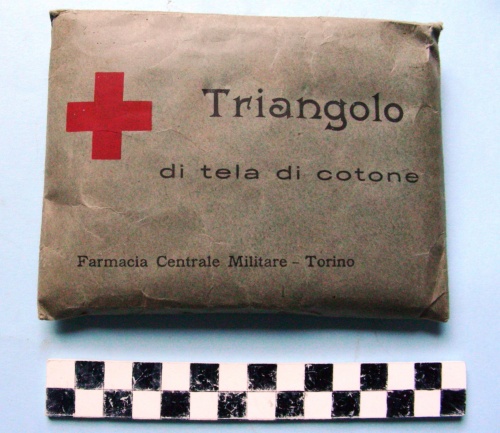 Triangolo
di tela di cotone
Farmacia Centrale Militare - Torino